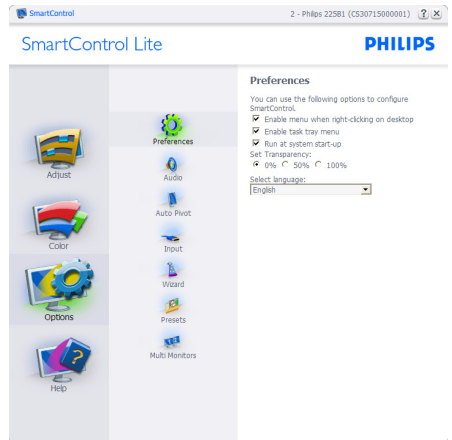 SmartControl
2 - Philips 225B1 (CS30715000001)
?
X
SmartControl Lite
PHILIPS
Adjust
Color
Options
Help
Preferences
Audio
Auto Pivot
Input
Wizard
Presets
Multi Monitors
Preferences
You can use the following options to configure
SmartControl.
Enable menu when right-clicking on desktop
Enable task tray menu
Run at system start-up
Set Transparency:
0% 50% 100%
Select language:
English